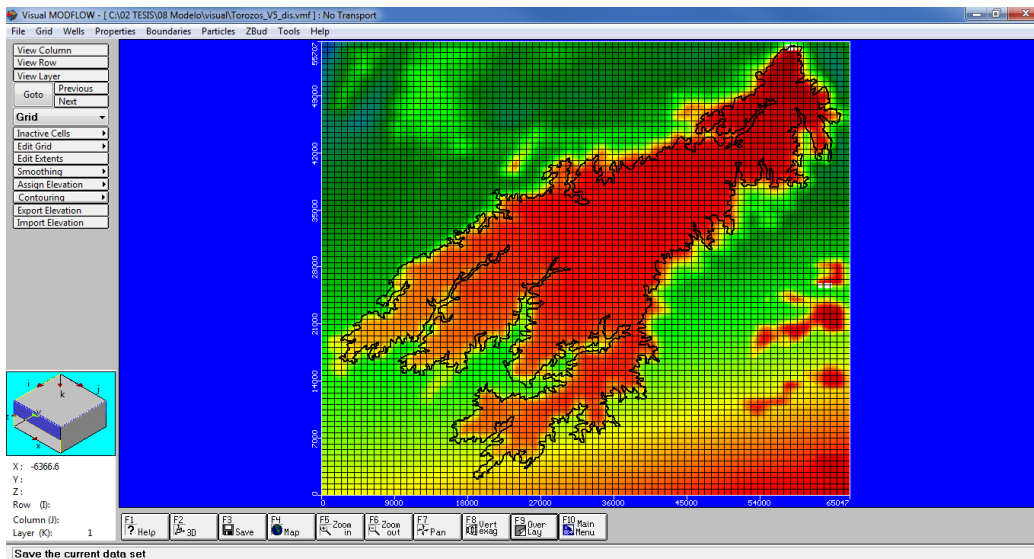 Visual MODFLOW - [ C:\02 TESIS\08 Modelo\visual\Torozos_V5_dis.vmf ] : No Transport
File Grid Wells Properties Boundaries Particles ZBud Tools Help
View Column
View Row
View Layer
Goto
Previous
Next
Grid
Inactive Cells
Edit Grid
Edit Extents
Smoothing
Assign Elevation
Contouring
Export Elevation
Import Elevation
55707
49000
42000
35000
28000
21000
14000
7000
0
0 9000 18000 27000 36000 45000 54000 65047
i j
k
x
X: -6366.6
Y:
Z:
Row (I):
Column (J):
Layer (K): 1
F1 ? Help
F2 3D
F3 Save
F4 Map
F5 Zoom in
F6 Zoom out
F7 Pan
F8 Vert exag
F9 Over Lay
F10 Main Menu
Save the current data set